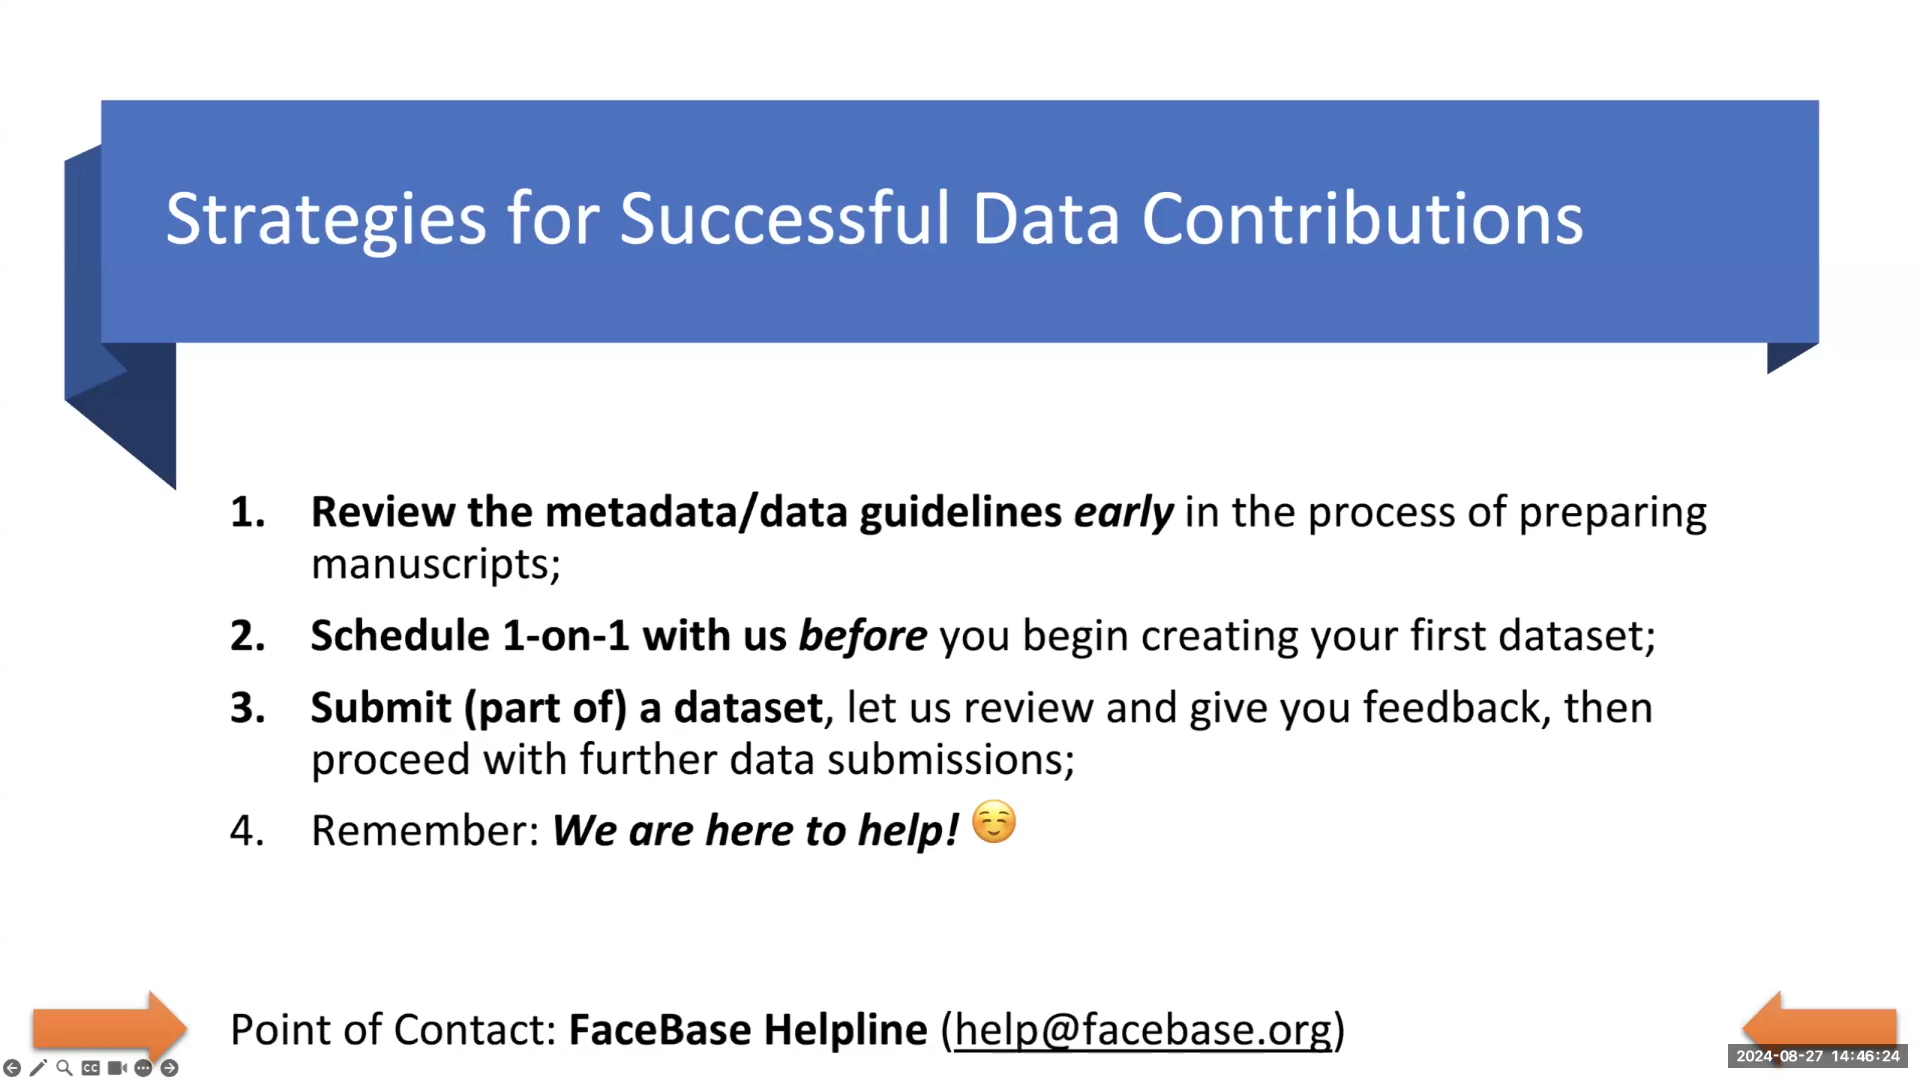 Strategies for Successful Data Contributions
1. Review the metadata/data guidelines early in the process of preparing
manuscripts;
2. Schedule 1-on-1 with us before you begin creating your first dataset;
3. Submit (part of) a dataset, let us review and give you feedback, then
proceed with further data submissions;
4. Remember: We are here to help! ☺️
Point of Contact: FaceBase Helpline (help@facebase.org)
CC
2024-08-27 14:46:24